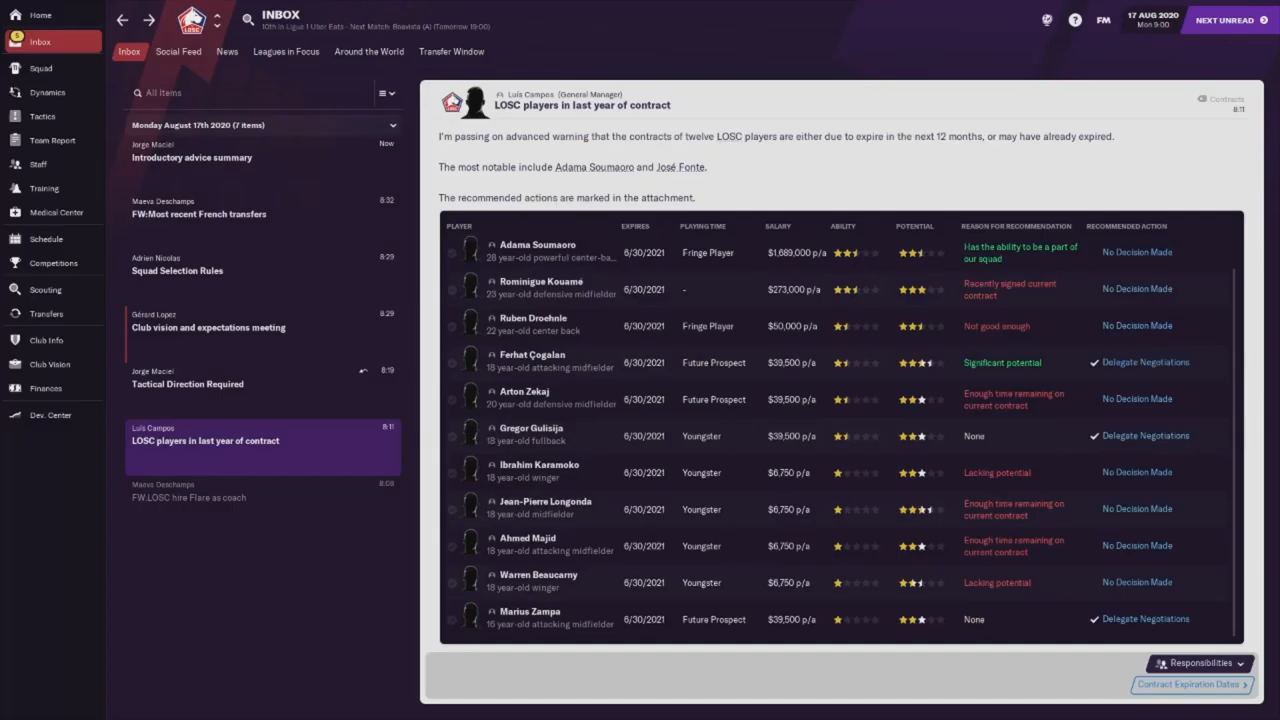 Home
INBOX
10th in Ligue 1 Uber Eats - Next Match: Boavista (A) (Tomorrow 19:00)
FM
17 AUG 2020
Mon 9:00
NEXT UNREAD
5
Inbox
Squad
Dynamics
Tactics
Team Report
Staff
Training
Medical Center
Schedule
Competitions
Scouting
Transfers
Club Info
Club Vision
Finances
Dev. Center
Inbox
Social Feed
News
Leagues in Focus
Around the World
Transfer Window
All Items
Monday August 17th 2020 (7 items)
Jorge Maciel
Now
Introductory advice summary
Maeva Deschamps
8:32
FW:Most recent French transfers
Adrien Nicolas
8:29
Squad Selection Rules
Gérard Lopez
8:29
Club vision and expectations meeting
Jorge Maciel
8:19
Tactical Direction Required
Luís Campos
8:11
LOSC players in last year of contract
Maeva Deschamps
8:08
FW:LOSC hire Flare as coach
LOSC
Luís Campos (General Manager)
LOSC players in last year of contract
Contracts
8:11
I'm passing on advanced warning that the contracts of twelve LOSC players are either due to expire in the next 12 months, or may have already expired.
The most notable include Adama Soumaoro and José Fonte.
The recommended actions are marked in the attachment.
PLAYER EXPIRES PLAYING TIME SALARY ABILITY POTENTIAL REASON FOR RECOMMENDATION RECOMMENDED ACTION
Adama Soumaoro
28 year-old powerful center-ba...
6/30/2021 Fringe Player $1,689,000 p/a
Has the ability to be a part of
our squad
No Decision Made
Rominigue Kouamé
23 year-old defensive midfielder
6/30/2021 - $273,000 p/a
Recently signed current
contract
No Decision Made
Ruben Droehnle
22 year-old center back
6/30/2021 Fringe Player $50,000 p/a Not good enough No Decision Made
Ferhat Çogalan
18 year-old attacking midfielder
6/30/2021 Future Prospect $39,500 p/a Significant potential Delegate Negotiations
Arton Zekaj
20 year-old defensive midfielder
6/30/2021 Future Prospect $39,500 p/a
Enough time remaining on
current contract
No Decision Made
Gregor Gulisija
18 year-old fullback
6/30/2021 Youngster $39,500 p/a None Delegate Negotiations
Ibrahim Karamoko
18 year-old winger
6/30/2021 Youngster $6,750 p/a Lacking potential No Decision Made
Jean-Pierre Longonda
18 year-old midfielder
6/30/2021 Youngster $6,750 p/a
Enough time remaining on
current contract
No Decision Made
Ahmed Majid
18 year-old attacking midfielder
6/30/2021 Youngster $6,750 p/a
Enough time remaining on
current contract
No Decision Made
Warren Beaucarny
18 year-old winger
6/30/2021 Youngster $6,750 p/a Lacking potential No Decision Made
Marius Zampa
16 year-old attacking midfielder
6/30/2021 Future Prospect $39,500 p/a None Delegate Negotiations
Responsibilities
Contract Expiration Dates